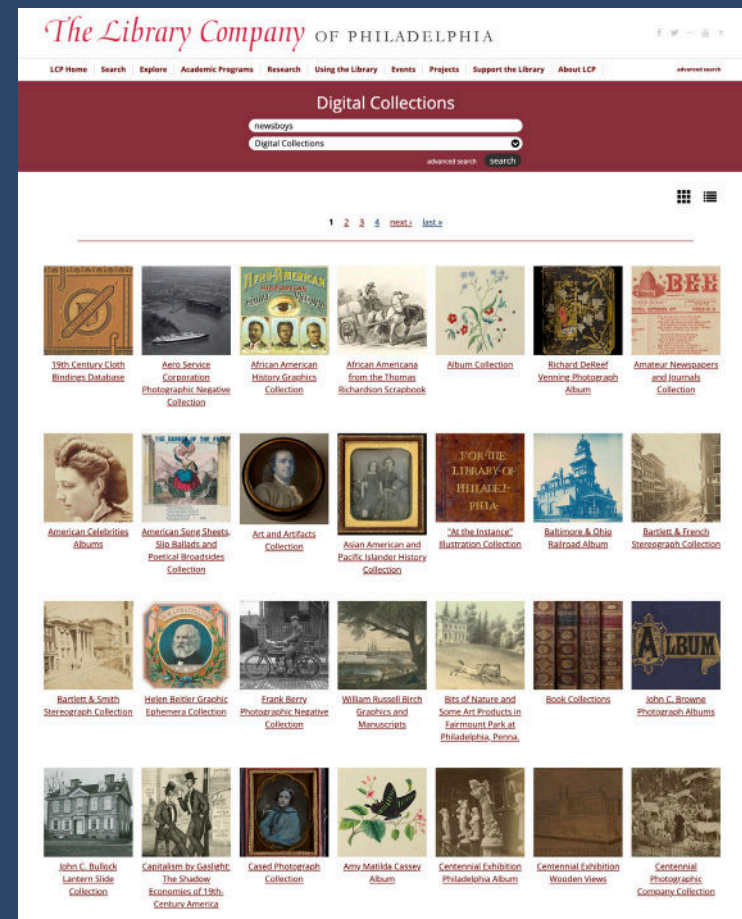 The Library Company OF PHILADELPHIA
LCP Home Search Explore Academic Programs Research Using the Library Events Projects Support the Library About LCP advanced search
Digital Collections
newsboys
Digital Collections
advanced search search
1 2 3 4 next › last »
AFRO-AMERICAN
HISTORICAL
BEE
19th Century Cloth
Bindings Database
Aero Service
Corporation
Photographic Negative
Collection
African American
History Graphics
Collection
African Americana
from the Thomas
Richardson Scrapbook
Album Collection
Richard DeReef
Venning Photograph
Album
Amateur Newspapers
and Journals
Collection
FOR THE
LIBRARY OF
PHILADEL-
PHIA
American Celebrities
Albums
American Song Sheets,
Slip Ballads and
Poetical Broadsides
Collection
Art and Artifacts
Collection
Asian American and
Pacific Islander History
Collection
"At the Instance"
Illustration Collection
Baltimore & Ohio
Railroad Album
Bartlett & French
Stereograph Collection
ALBUM
Bartlett & Smith
Stereograph Collection
Helen Beitler Graphic
Ephemera Collection
Frank Berry
Photographic Negative
Collection
William Russell Birch
Graphics and
Manuscripts
Bits of Nature and
Some Art Products in
Fairmount Park at
Philadelphia, Penna.
Book Collections
John C. Browne
Photograph Albums
John C. Bullock
Lantern Slide
Collection
Capitalism by Gaslight:
The Shadow
Economies of 19th-
Century America
Cased Photograph
Collection
Amy Matilda Cassey
Album
Centennial Exhibition
Philadelphia Album
Centennial Exhibition
Wooden Views
Centennial
Photographic
Company Collection